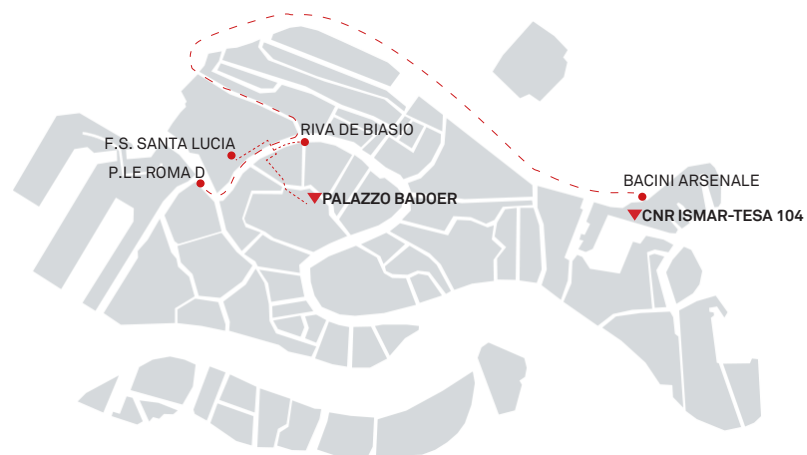 RIVA DE BIASIO
F.S. SANTA LUCIA
P.LE ROMA D
PALAZZO BADOER
BACINI ARSENALE
CNR ISMAR-TESA 104